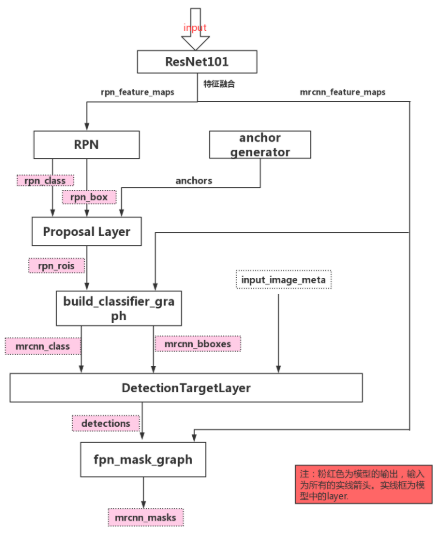 input
ResNet101
特征融合
rpn_feature_maps
mrcnn_feature_maps
RPN
anchor
generator
rpn_class
rpn_box
anchors
Proposal Layer
rpn_rois
input_image_meta
build_classifier_gra
ph
mrcnn_class
mrcnn_bboxes
DetectionTargetLayer
detections
fpn_mask_graph
注：粉红色为模型的输出，输入
为所有的实线箭头。实线框为模
型中的layer.
mrcnn_masks